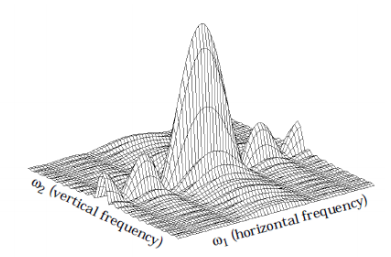 ω2 (vertical frequency)
ω1 (horizontal frequency)